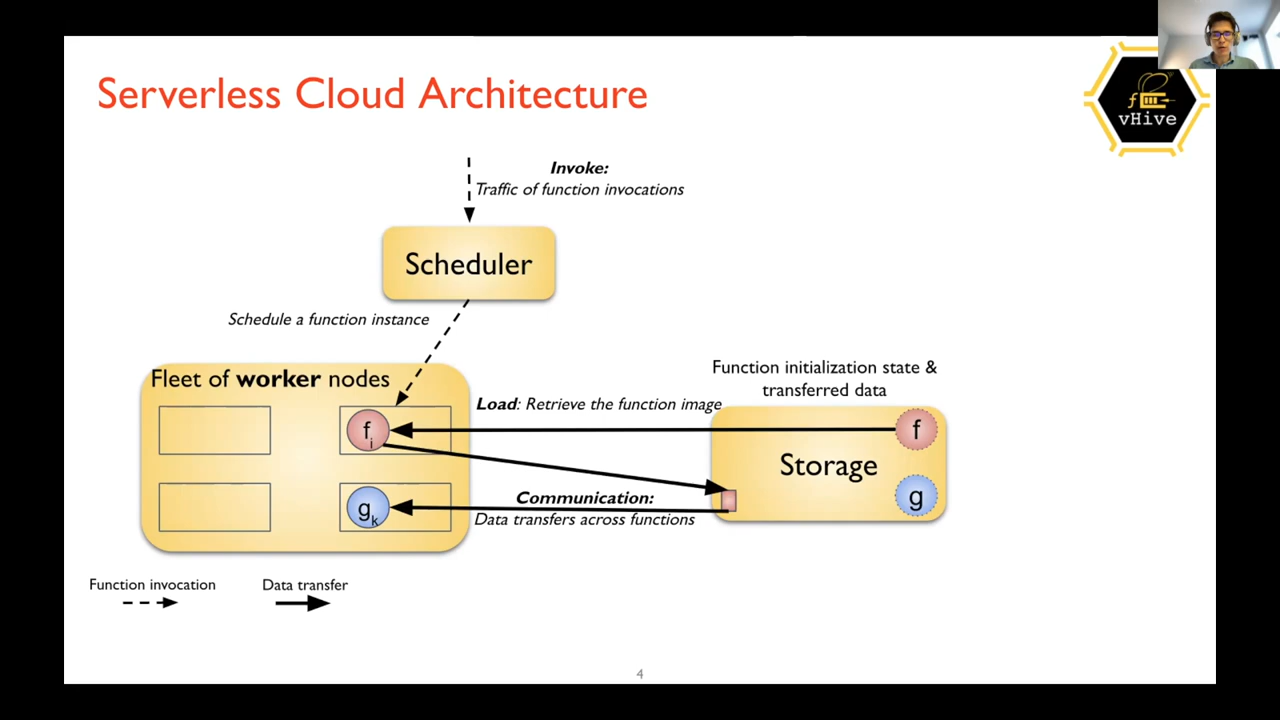 Serverless Cloud Architecture
f
vHive
Invoke:
Traffic of function invocations
Scheduler
Schedule a function instance
Fleet of worker nodes
Function initialization state &
transferred data
Load: Retrieve the function image
fi
f
Storage
gk
g
Communication:
Data transfers across functions
Function invocation
Data transfer
4